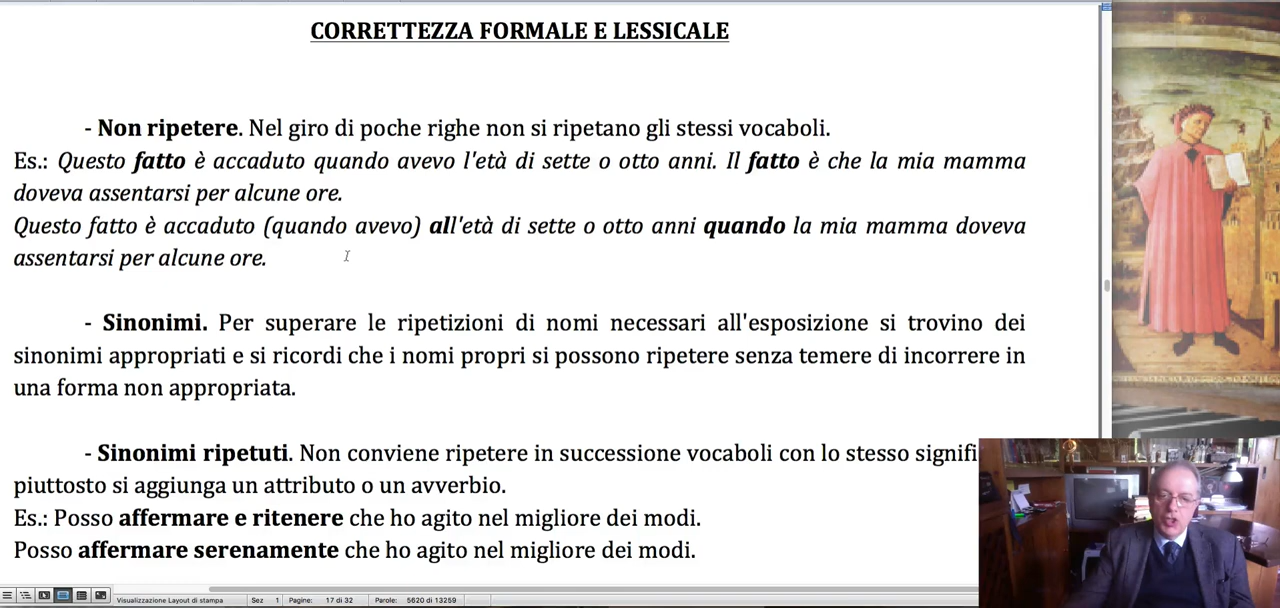 CORRETTEZZA FORMALE E LESSICALE
- Non ripetere. Nel giro di poche righe non si ripetano gli stessi vocaboli.
Es.: Questo fatto è accaduto quando avevo l'età di sette o otto anni. Il fatto è che la mia mamma
doveva assentarsi per alcune ore.
Questo fatto è accaduto (quando avevo) all'età di sette o otto anni quando la mia mamma doveva
assentarsi per alcune ore.
- Sinonimi. Per superare le ripetizioni di nomi necessari all'esposizione si trovino dei
sinonimi appropriati e si ricordi che i nomi propri si possono ripetere senza temere di incorrere in
una forma non appropriata.
- Sinonimi ripetuti. Non conviene ripetere in successione vocaboli con lo stesso signifi
piuttosto si aggiunga un attributo o un avverbio.
Es.: Posso affermare e ritenere che ho agito nel migliore dei modi.
Posso affermare serenamente che ho agito nel migliore dei modi.
Visualizzazione Layout di stampa Sez 1 Pagine: 17 di 32 Parole: 5620 di 13259